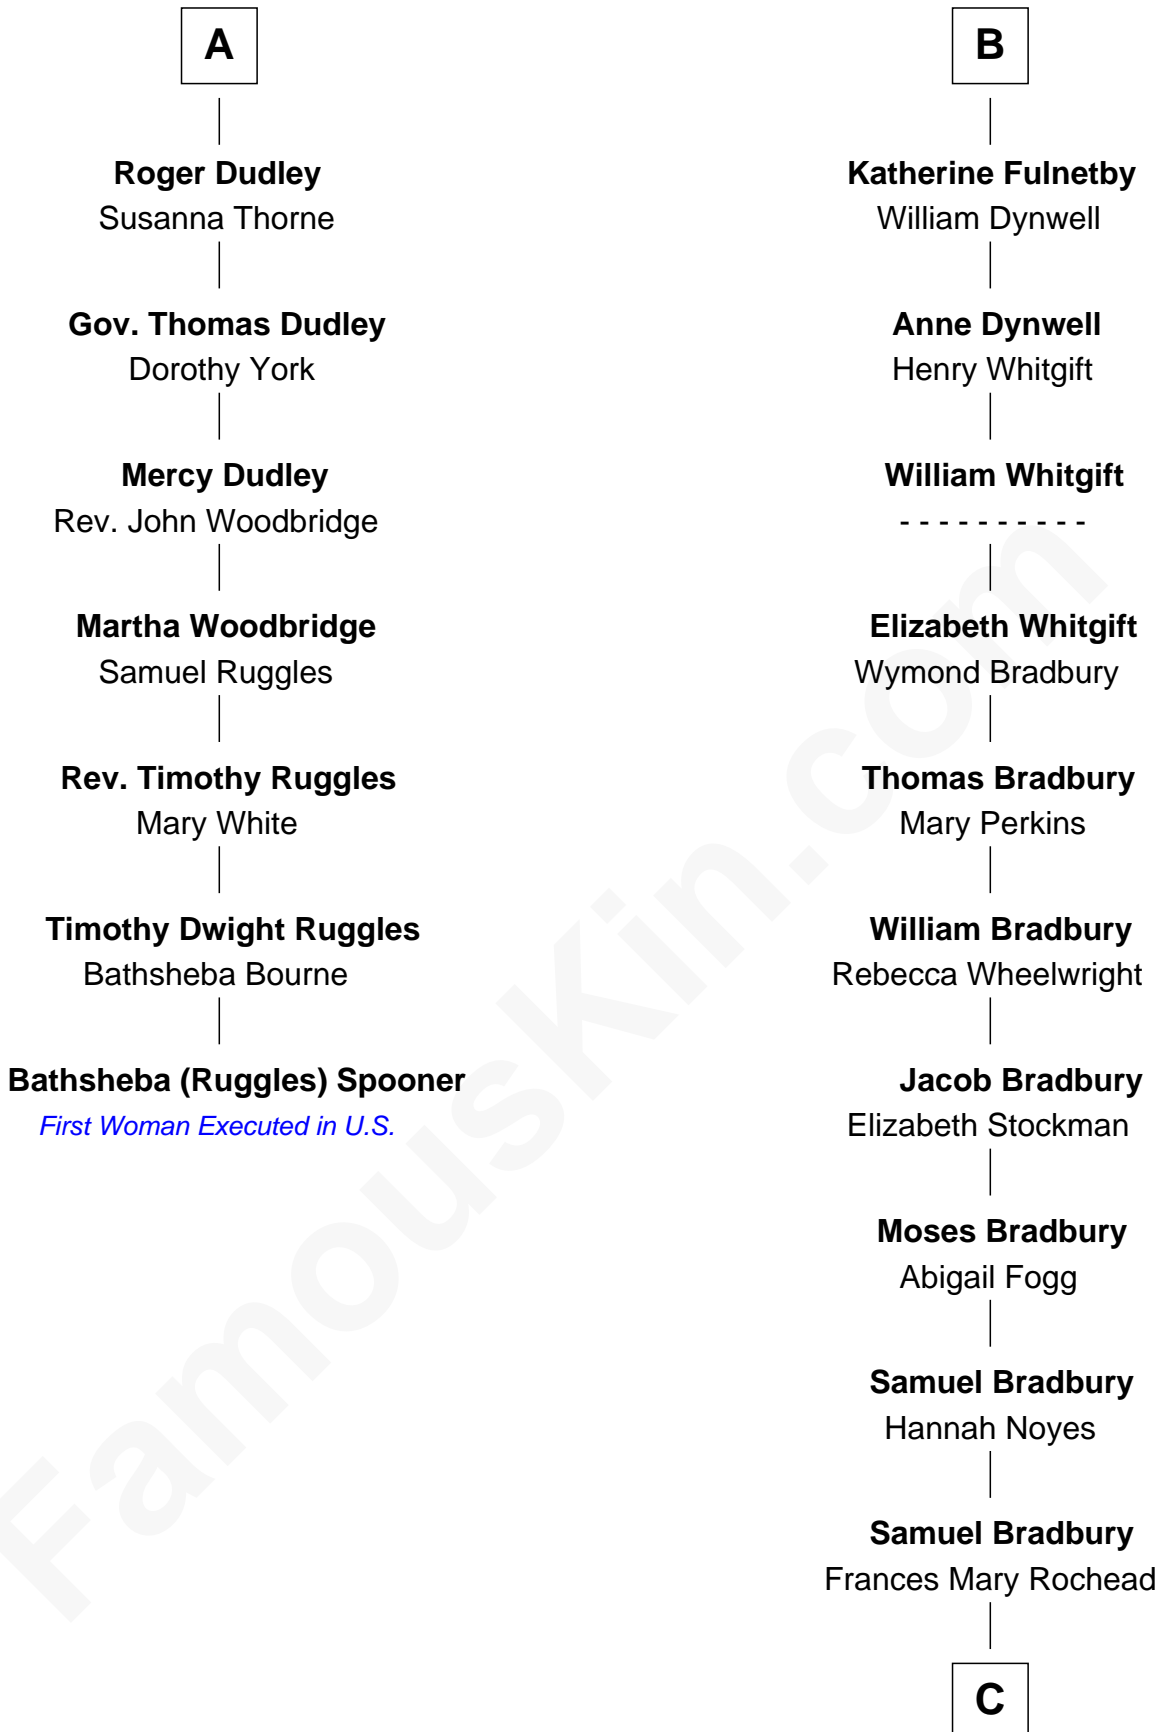 A
Roger Dudley
Susanna Thorne
Gov. Thomas Dudley
Dorothy York
Mercy Dudley
Rev. John Woodbridge
Martha Woodbridge
Samuel Ruggles
Rev. Timothy Ruggles
Mary White
Timothy Dwight Ruggles
Bathsheba Bourne
Bathsheba (Ruggles) Spooner
First Woman Executed in U.S.
B
Katherine Fulnetby
William Dynwell
Anne Dynwell
Henry Whitgift
William Whitgift
- - - - - - - - - -
Elizabeth Whitgift
Wymond Bradbury
Thomas Bradbury
Mary Perkins
William Bradbury
Rebecca Wheelwright
Jacob Bradbury
Elizabeth Stockman
Moses Bradbury
Abigail Fogg
Samuel Bradbury
Hannah Noyes
Samuel Bradbury
Frances Mary Rochead
C
FamousKin.com